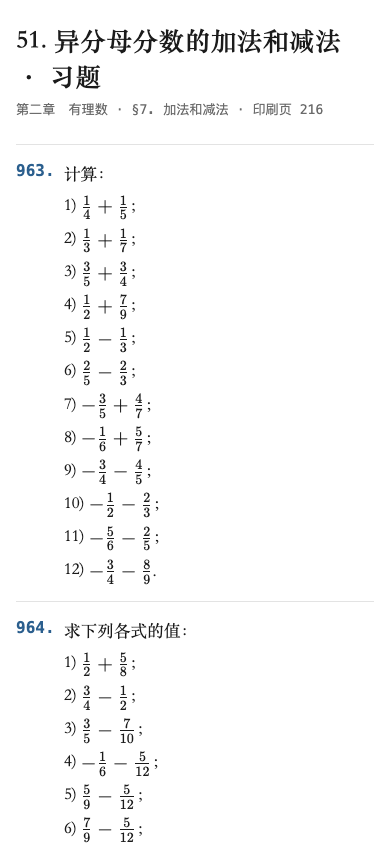 51. 异分母分数的加法和减法
· 习题
第二章 有理数 · §7. 加法和减法 · 印刷页 216
963. 计算:
1) 1/4 + 1/5;
2) 1/3 + 1/7;
3) 3/5 + 3/4;
4) 1/2 + 7/9;
5) 1/2 − 1/3;
6) 2/5 − 2/3;
7) −3/5 + 4/7;
8) −1/6 + 5/7;
9) −3/4 − 4/5;
10) −1/2 − 2/3;
11) −5/6 − 2/5;
12) −3/4 − 8/9.
964. 求下列各式的值:
1) 1/2 + 5/8;
2) 3/4 − 1/2;
3) 3/5 − 7/10;
4) −1/6 − 5/12;
5) 5/9 − 5/12;
6) 7/9 − 5/12;